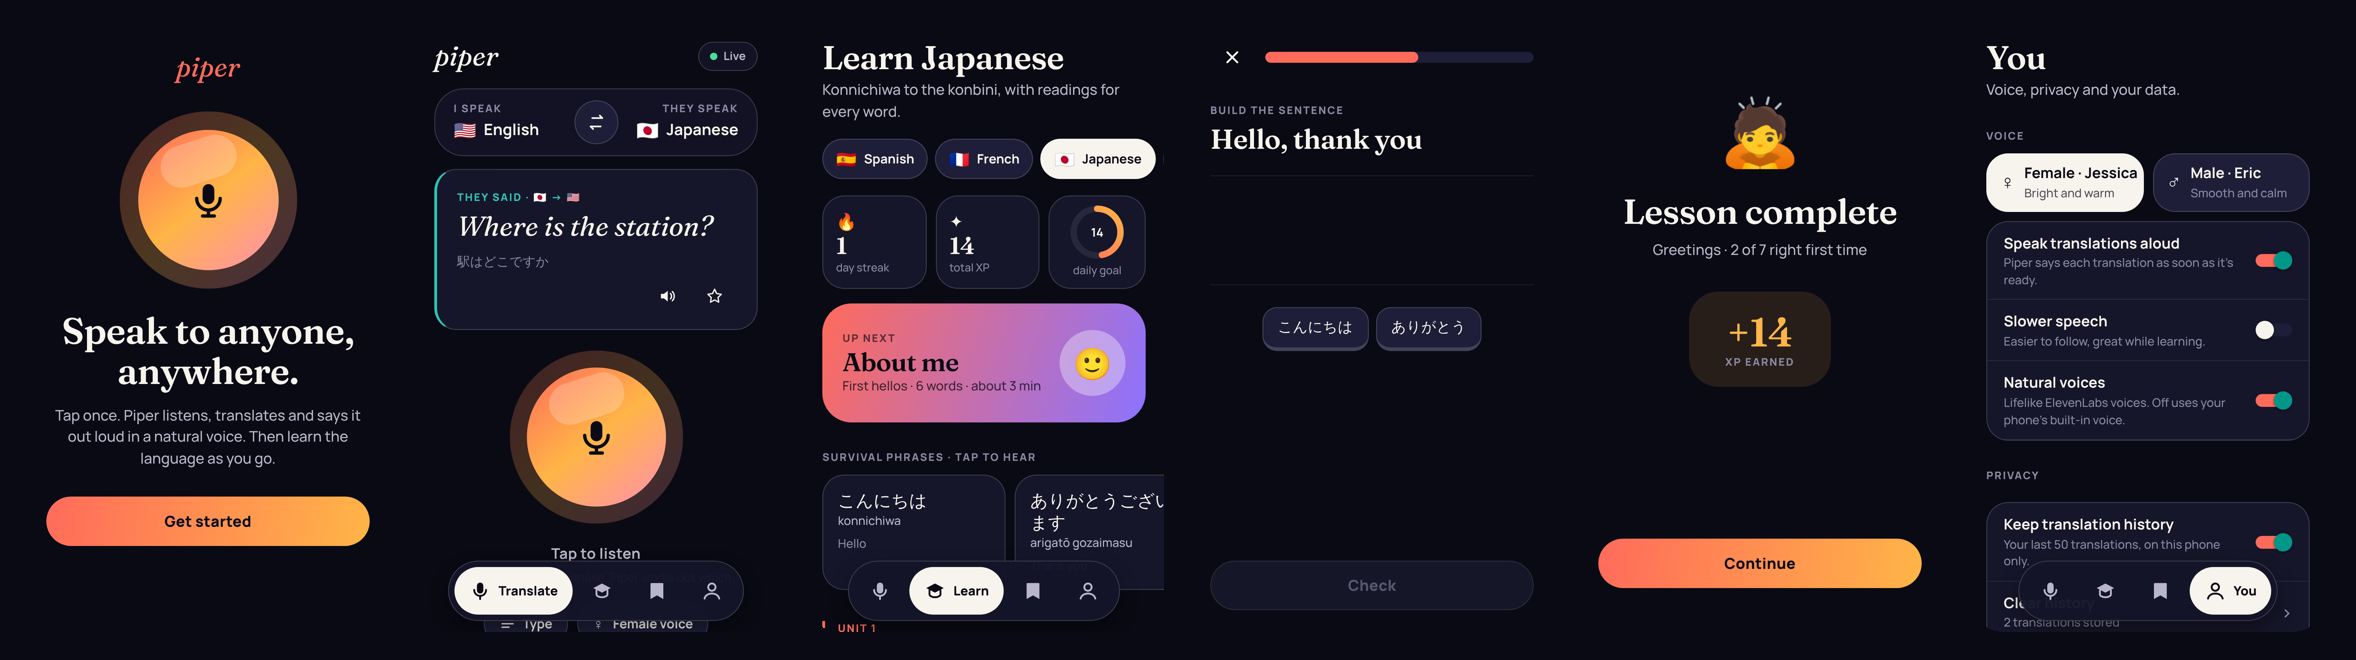 piper
Speak to anyone,
anywhere.
Tap once. Piper listens, translates and says it
out loud in a natural voice. Then learn the
language as you go.
Get started
piper
Live
I SPEAK
THEY SPEAK
English
Japanese
THEY SAID · 🇯🇵 → 🇺🇸
Where is the station?
駅はどこですか
Tap to listen
Translate
Type
Female voice
Learn Japanese
Konnichiwa to the konbini, with readings for
every word.
Spanish
French
Japanese
1
day streak
14
total XP
14
daily goal
UP NEXT
About me
First hellos · 6 words · about 3 min
SURVIVAL PHRASES · TAP TO HEAR
こんにちは
konnichiwa
Hello
ありがとうござい
ます
arigatō gozaimasu
Learn
UNIT 1
BUILD THE SENTENCE
Hello, thank you
こんにちは
ありがとう
Check
Lesson complete
Greetings · 2 of 7 right first time
+14
XP EARNED
Continue
You
Voice, privacy and your data.
VOICE
Female · Jessica
Bright and warm
Male · Eric
Smooth and calm
Speak translations aloud
Piper says each translation as soon as it's
ready.
Slower speech
Easier to follow, great while learning.
Natural voices
Lifelike ElevenLabs voices. Off uses your
phone's built-in voice.
PRIVACY
Keep translation history
Your last 50 translations, on this phone
only.
Clear history
2 translations stored
You